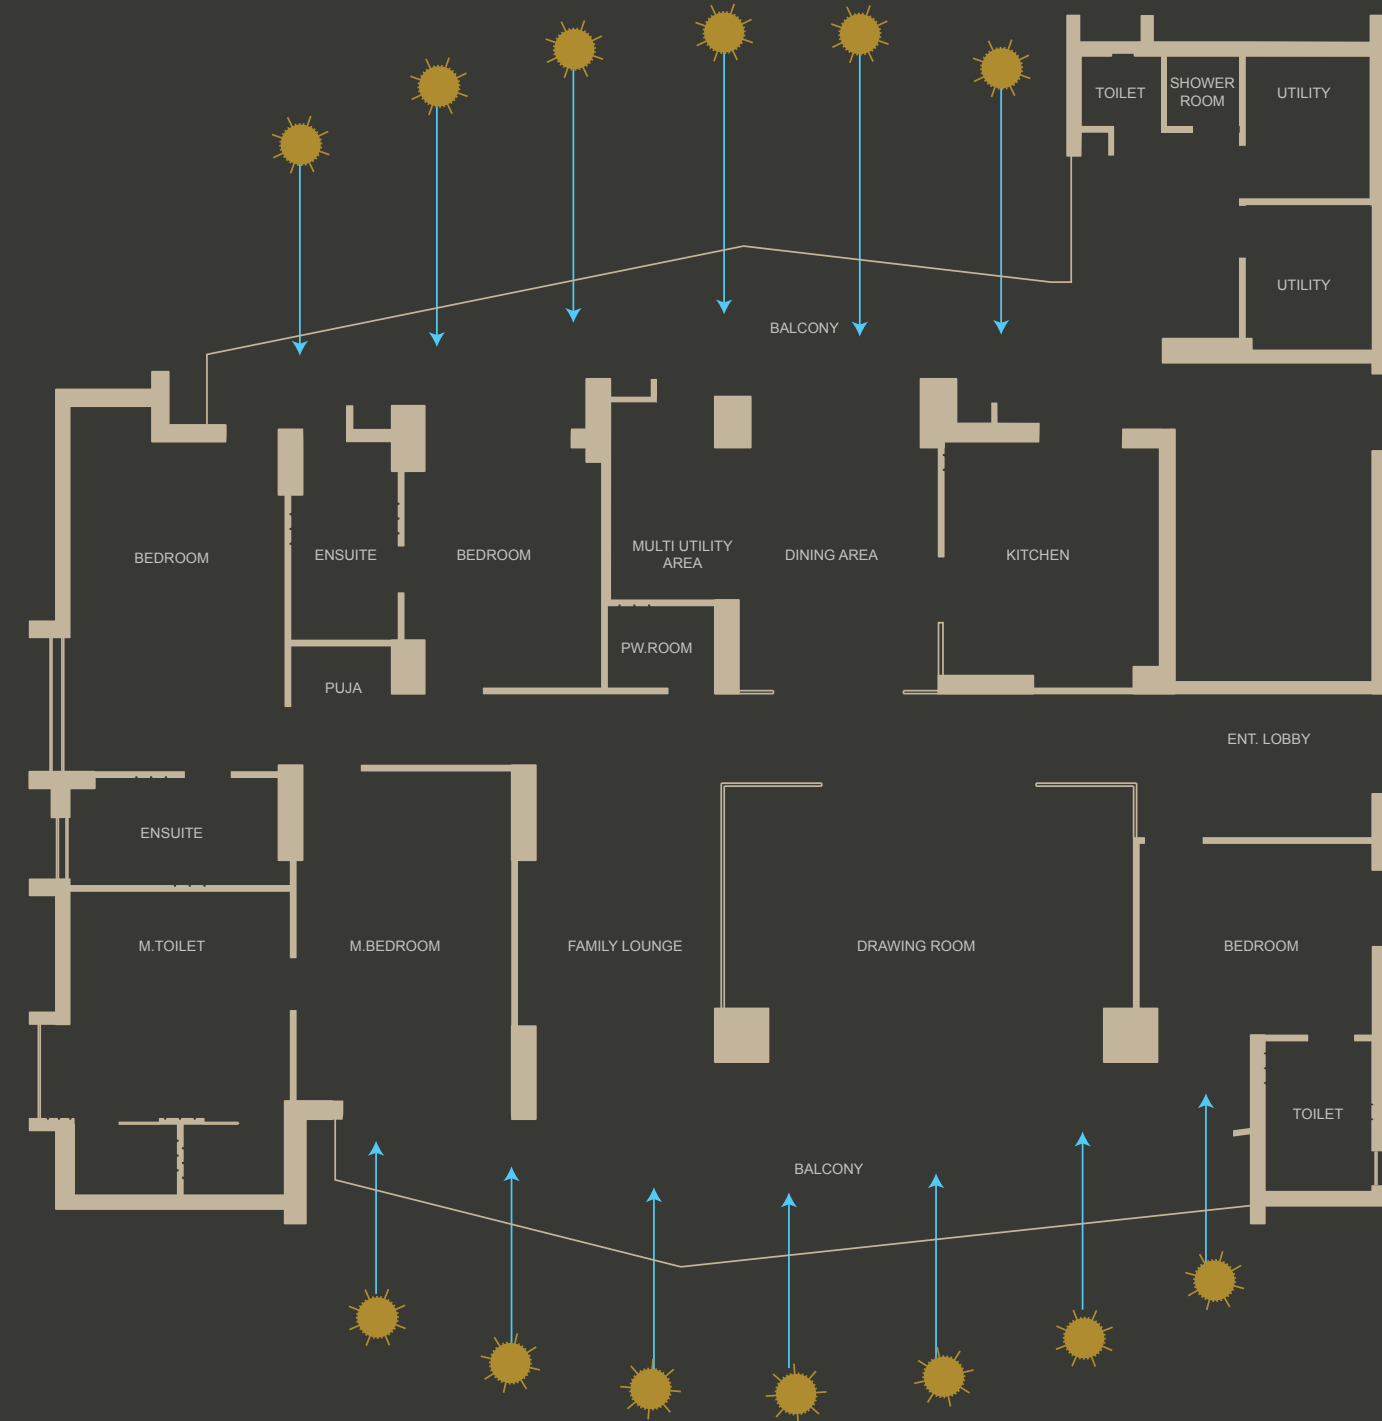 TOILET
SHOWER
ROOM
UTILITY
UTILITY
BALCONY
BEDROOM
ENSUITE
BEDROOM
MULTI UTILITY
AREA
DINING AREA
KITCHEN
PW.ROOM
PUJA
ENT. LOBBY
ENSUITE
M.TOILET
M.BEDROOM
FAMILY LOUNGE
DRAWING ROOM
BEDROOM
TOILET
BALCONY